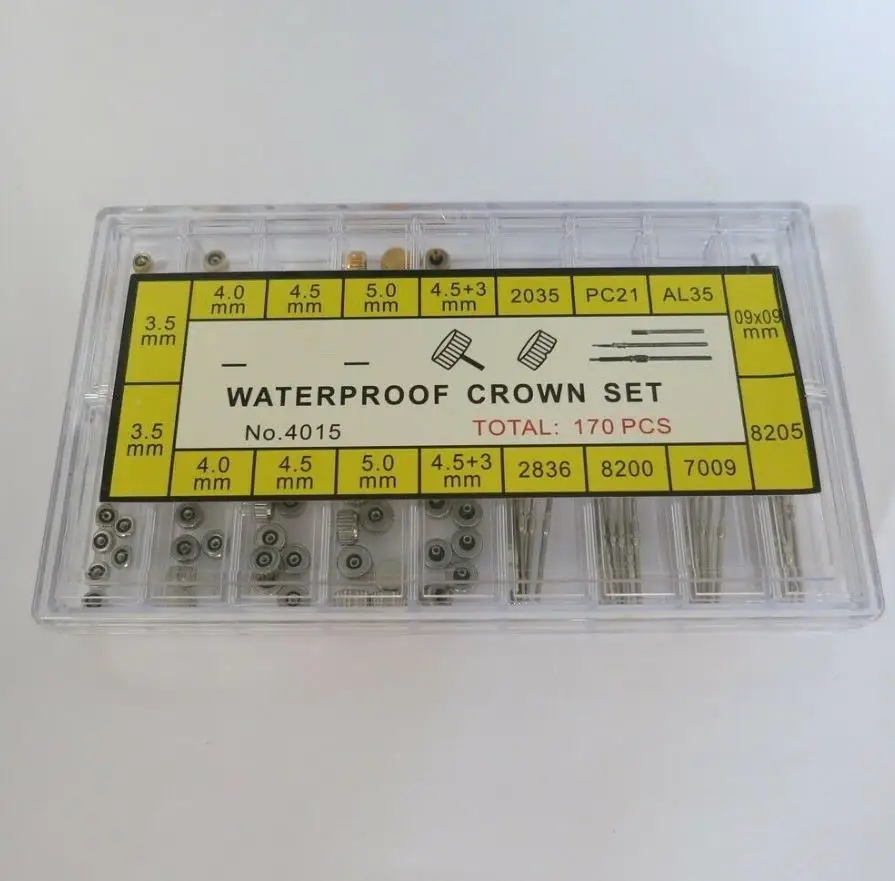 3.5 mm
4.0 mm
4.5 mm
5.0 mm
4.5+3 mm
2035
PC21
AL35
09x09 mm
WATERPROOF CROWN SET
No.4015
TOTAL: 170 PCS
3.5 mm
4.0 mm
4.5 mm
5.0 mm
4.5+3 mm
2836
8200
7009
8205